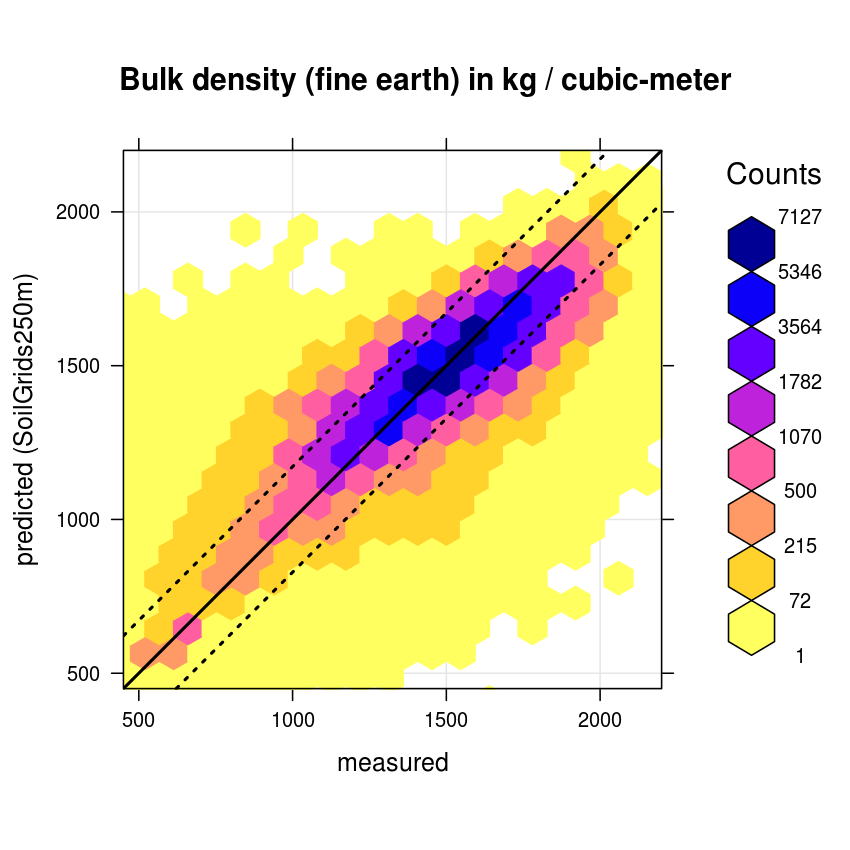 Bulk density (fine earth) in kg / cubic-meter
Counts
7127
5346
3564
1782
1070
500
215
72
1
predicted (SoilGrids250m)
2000
1500
1000
500
500 1000 1500 2000
measured